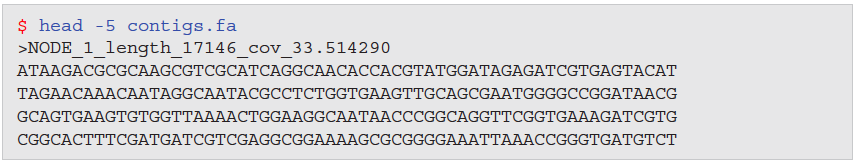 $ head -5 contigs.fa
>NODE_1_length_17146_cov_33.514290
ATAAGACGCGCAAGCGTCGCATCAGGCAACACCACGTATGGATAGAGATCGTGAGTACAT
TAGAACAAACAATAGGCAATACGCCTCTGGTGAAGTTGCAGCGAATGGGGCCGGATAACG
GCAGTGAAGTGTGGTTAAAACTGGAAGGCAATAACCCGGCAGGTTCGGTGAAAGATCGTG
CGGCACTTTCGATGATCGTCGAGGCGGAAAAGCGCGGGGAAATTAAACCGGGTGATGTCT